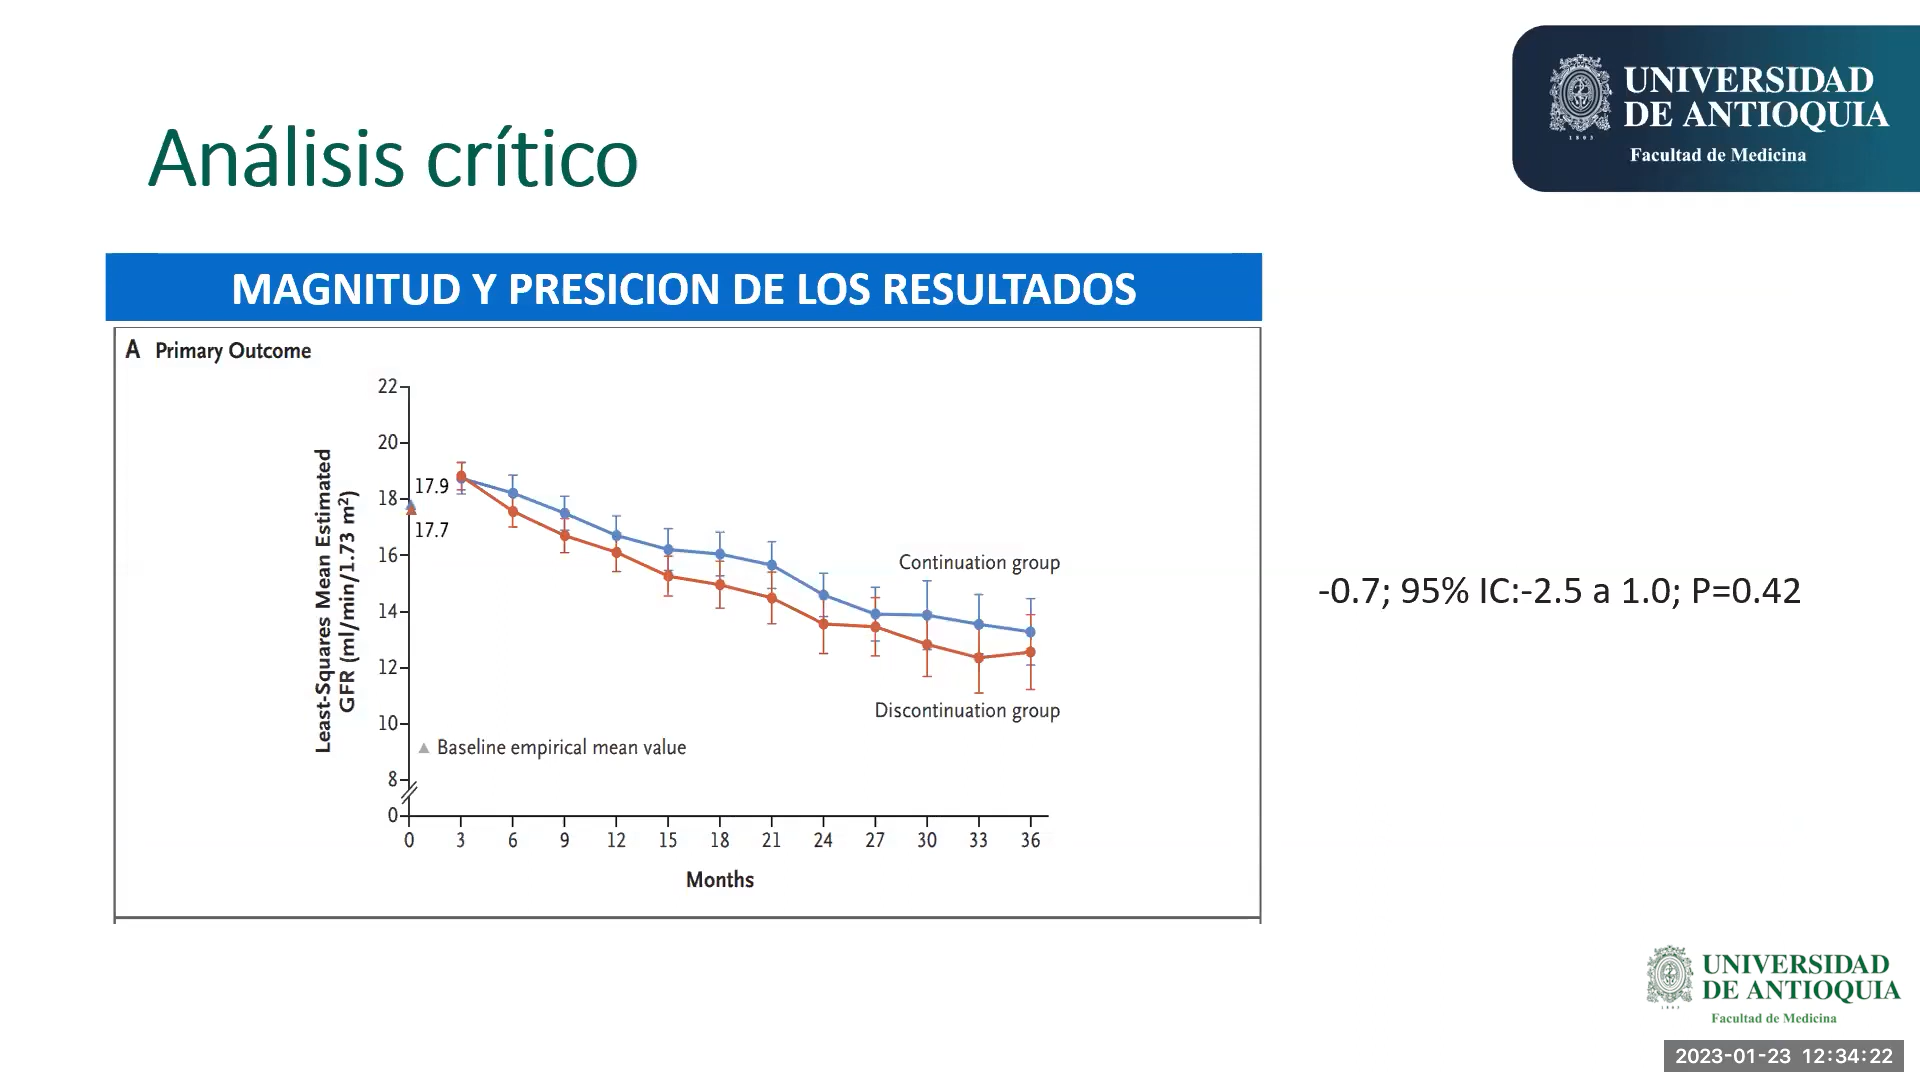 UNIVERSIDAD
DE ANTIOQUIA
1803
Facultad de Medicina
Análisis crítico
MAGNITUD Y PRESICION DE LOS RESULTADOS
A Primary Outcome
Least-Squares Mean Estimated
GFR (ml/min/1.73 m²)
22
20
18
16
14
12
10
8
0
17.9
17.7
Continuation group
Discontinuation group
Baseline empirical mean value
0 3 6 9 12 15 18 21 24 27 30 33 36
Months
-0.7; 95% IC:-2.5 a 1.0; P=0.42
UNIVERSIDAD
DE ANTIOQUIA
1803
Facultad de Medicina
2023-01-23 12:34:22